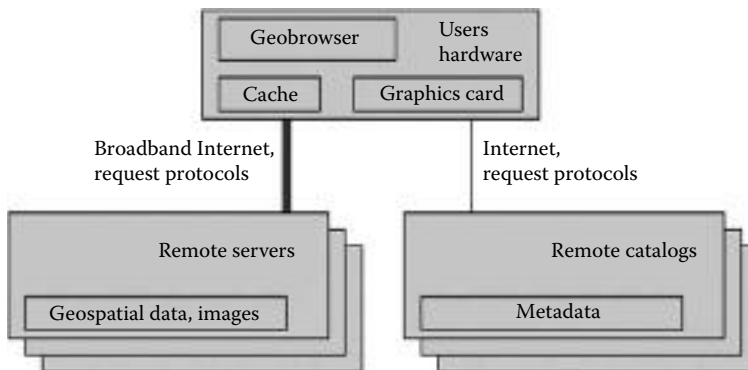 Geobrowser
Users
hardware
Cache
Graphics card
Broadband Internet,
request protocols
Internet,
request protocols
Remote servers
Geospatial data, images
Remote catalogs
Metadata